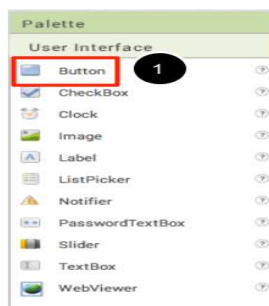 Palette
User Interface
Button 1
CheckBox
Clock
Image
Label
ListPicker
Notifier
PasswordTextBox
Slider
TextBox
WebViewer